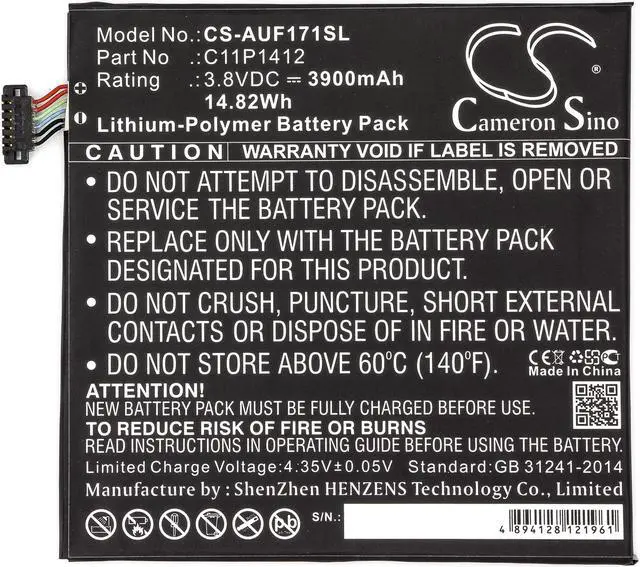 Model No.:CS-AUF171SL
Part No :C11P1412
Rating :3.8VDC ⎓ 3900mAh
14.82Wh
Lithium-Polymer Battery Pack
CS
Cameron Sino
+
-
CAUTION WARRANTY VOID IF LABEL IS REMOVED
• DO NOT ATTEMPT TO DISASSEMBLE, OPEN OR
SERVICE THE BATTERY PACK.
• REPLACE ONLY WITH THE BATTERY PACK
DESIGNATED FOR THIS PRODUCT.
• DO NOT CRUSH, PUNCTURE, SHORT EXTERNAL
CONTACTS OR DISPOSE OF IN FIRE OR WATER.
• DO NOT STORE ABOVE 60℃ (140℉).
CE
Made In China
ATTENTION:
NEW BATTERY PACK MUST BE FULLY CHARGED BEFORE USE.
TO REDUCE RISK OF FIRE OR BURNS
READ INSTRUCTIONS BEFORE USING THE BATTERY.
Limited Charge Voltage:4.35V±0.05V Standard:GB 31241-2014
Manufacture by : ShenZhen HENZENS Technology Co., Limited
Pb
S/N.:
4 894128 121961